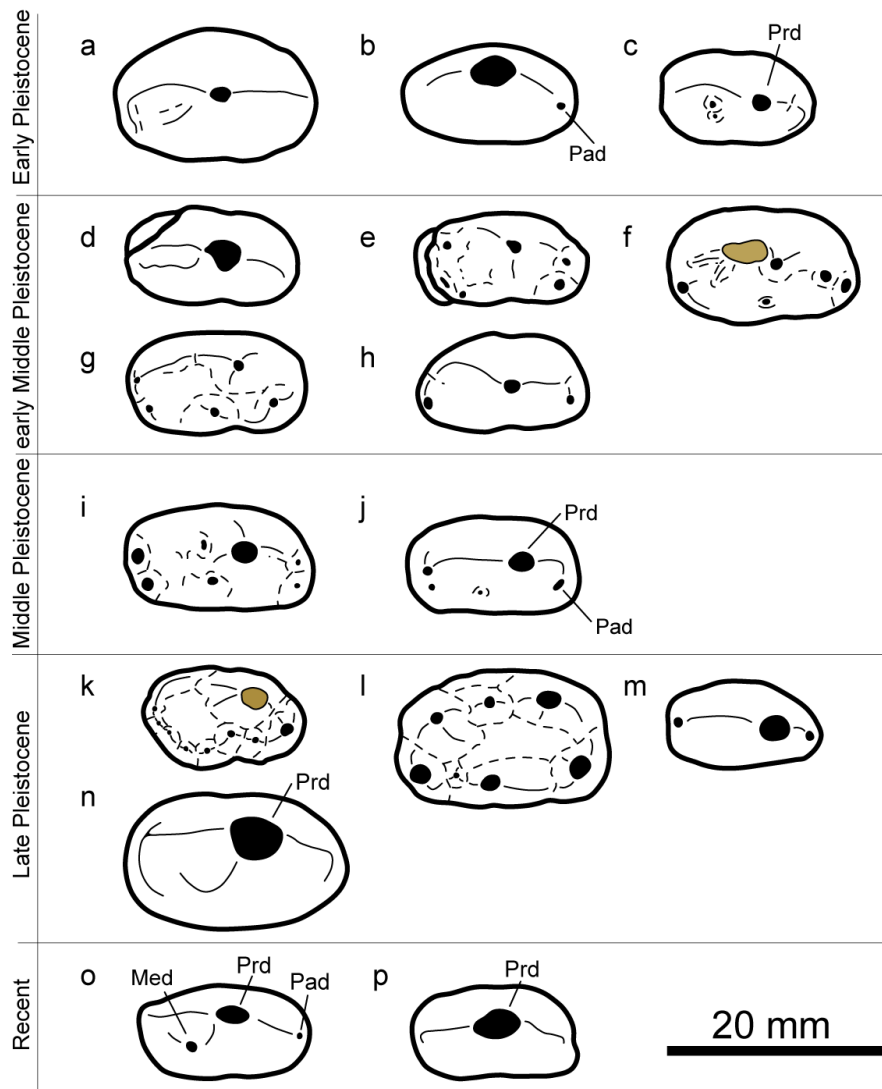 Early Pleistocene
a
b
c
Prd
Pad
early Middle Pleistocene
d
e
f
g
h
Middle Pleistocene
i
j
Prd
Pad
Late Pleistocene
k
l
m
n
Prd
Recent
o
Med
Prd
Pad
p
Prd
20 mm